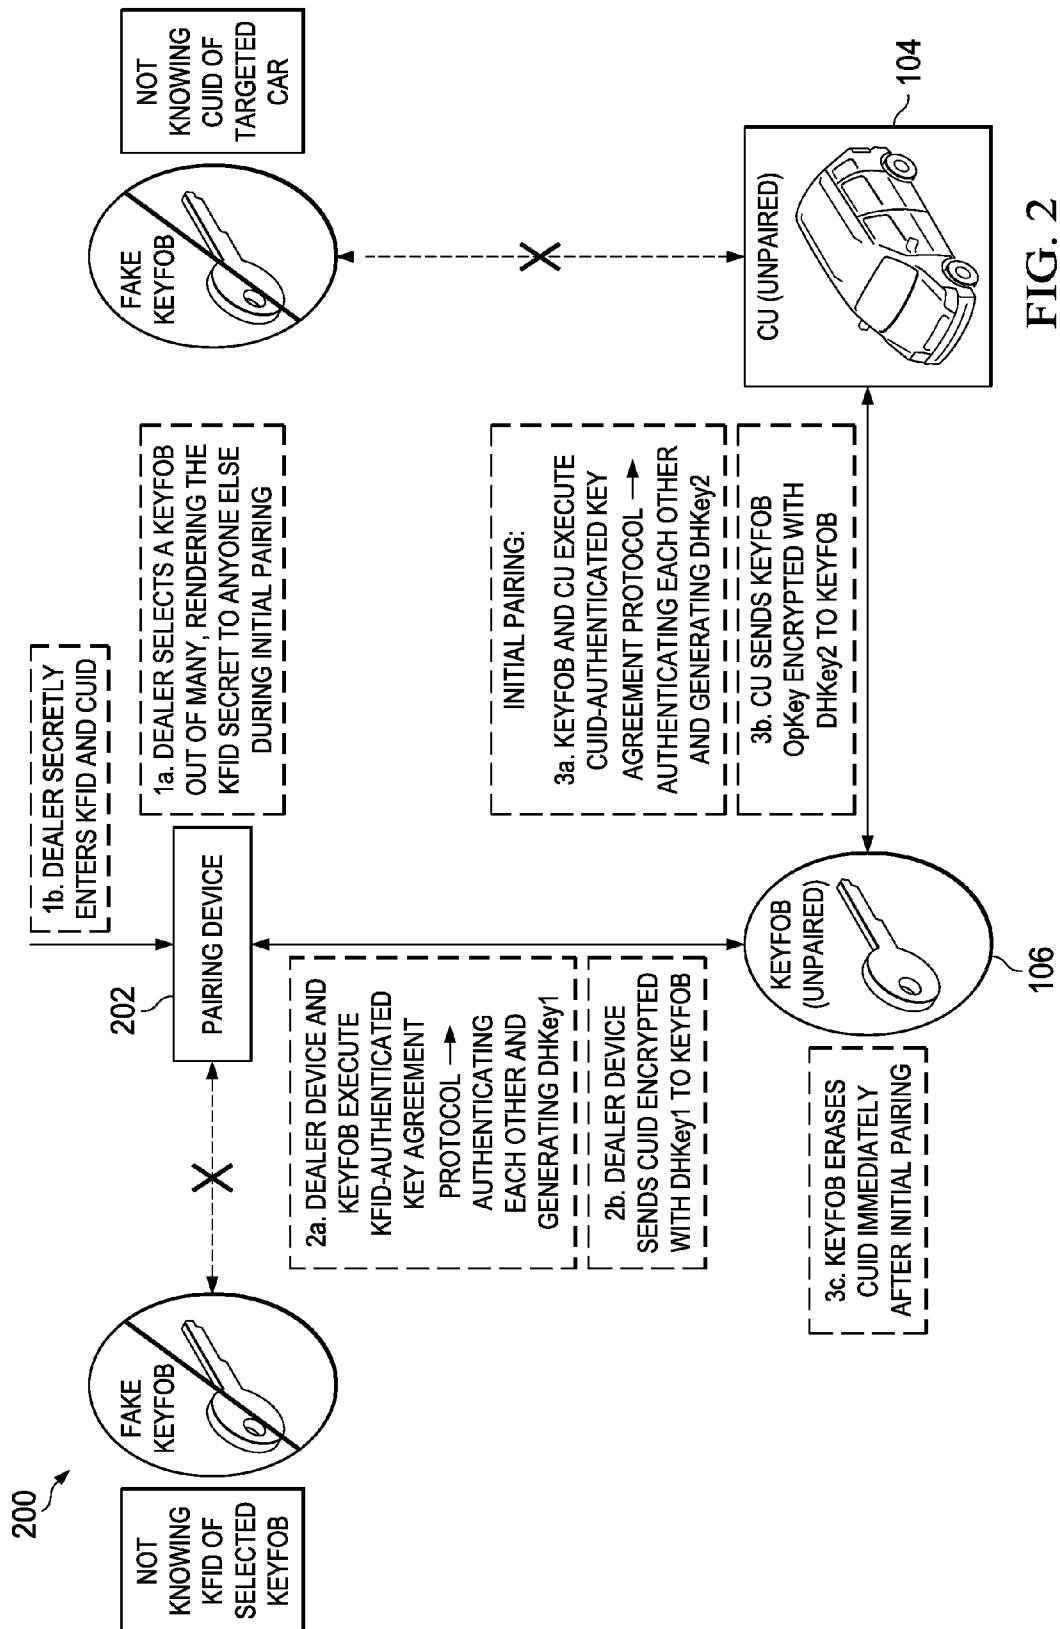 200
NOT
KNOWING
KFID OF
SELECTED
KEYFOB
FAKE
KEYFOB
202
PAIRING DEVICE
1b. DEALER SECRETLY
ENTERS KFID AND CUID
1a. DEALER SELECTS A KEYFOB
OUT OF MANY, RENDERING THE
KFID SECRET TO ANYONE ELSE
DURING INITIAL PAIRING
FAKE
KEYFOB
NOT
KNOWING
CUID OF
TARGETED
CAR
2a. DEALER DEVICE AND
KEYFOB EXECUTE
KFID-AUTHENTICATED
KEY AGREEMENT
PROTOCOL →
AUTHENTICATING
EACH OTHER AND
GENERATING DHKey1
2b. DEALER DEVICE
SENDS CUID ENCRYPTED
WITH DHKey1 TO KEYFOB
INITIAL PAIRING:
3a. KEYFOB AND CU EXECUTE
CUID-AUTHENTICATED KEY
AGREEMENT PROTOCOL →
AUTHENTICATING EACH OTHER
AND GENERATING DHKey2
3b. CU SENDS KEYFOB
OpKey ENCRYPTED WITH
DHKey2 TO KEYFOB
3c. KEYFOB ERASES
CUID IMMEDIATELY
AFTER INITIAL PAIRING
KEYFOB
(UNPAIRED)
106
CU (UNPAIRED)
104
FIG. 2